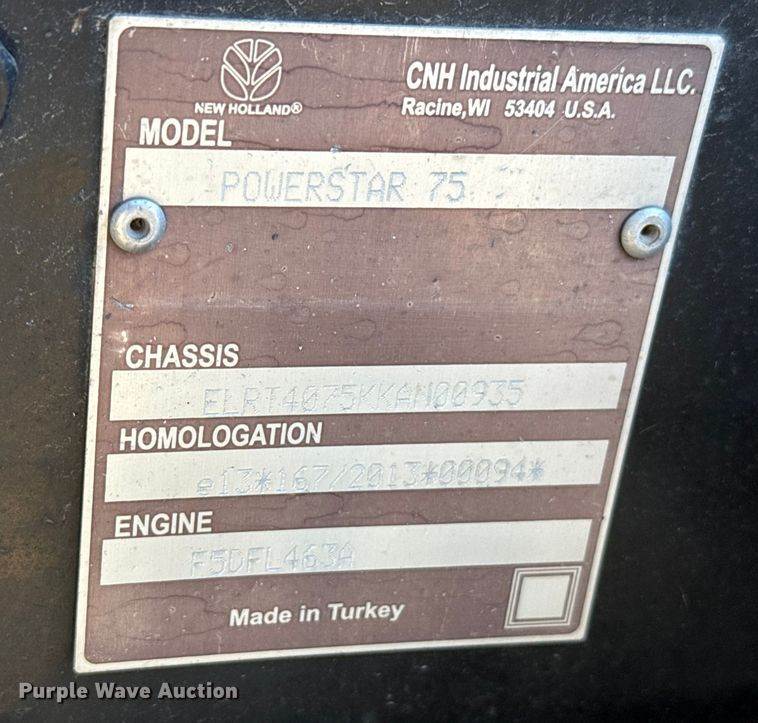 NEW HOLLAND®
CNH Industrial America LLC.
Racine,WI 53404 U.S.A.
MODEL
POWERSTAR 75
CHASSIS
ELRT4075KKAN00935
HOMOLOGATION
e13*167/2013*00094*
ENGINE
F5DFL463A
Made in Turkey
Purple Wave Auction